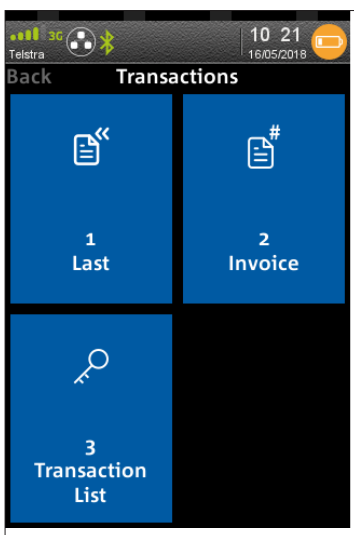 3G
Telstra
10 21
16/05/2018
Back Transactions
«
#
1
Last
2
Invoice
3
Transaction
List